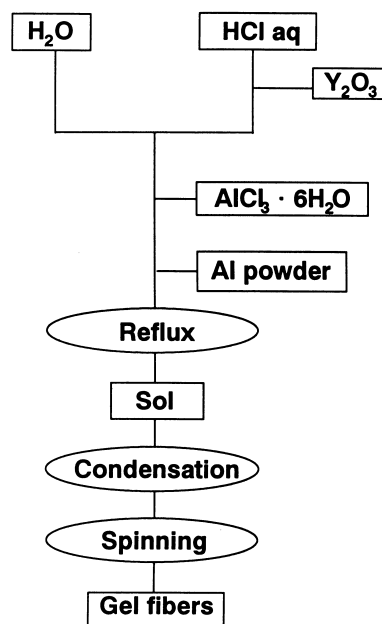 H₂O
HCl aq
Y₂O₃
AlCl₃ · 6H₂O
Al powder
Reflux
Sol
Condensation
Spinning
Gel fibers